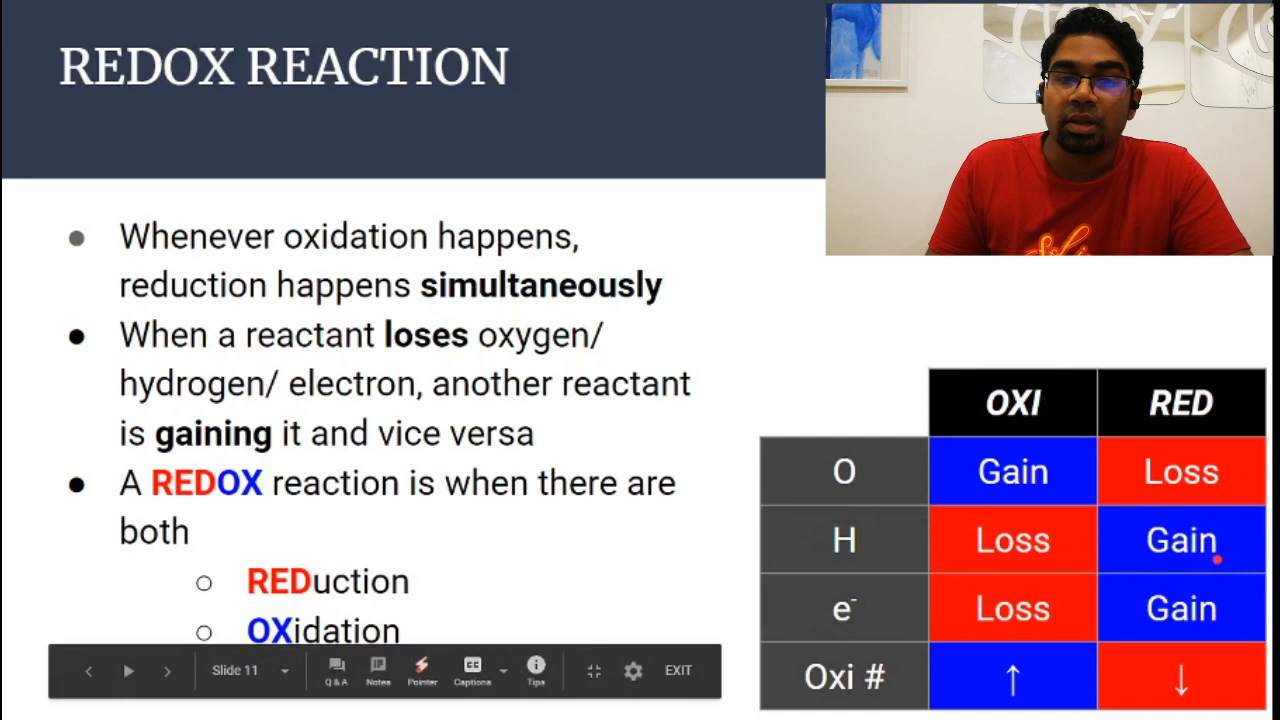 REDOX REACTION
Whenever oxidation happens,
reduction happens simultaneously
When a reactant loses oxygen/
hydrogen/ electron, another reactant
is gaining it and vice versa
A REDOX reaction is when there are
both
REDuction
OXidation
OXI RED
O Gain Loss
H Loss Gain
e⁻ Loss Gain
Oxi # ↑ ↓
Slide 11
Q & A Notes Pointer Captions Tips EXIT
CC